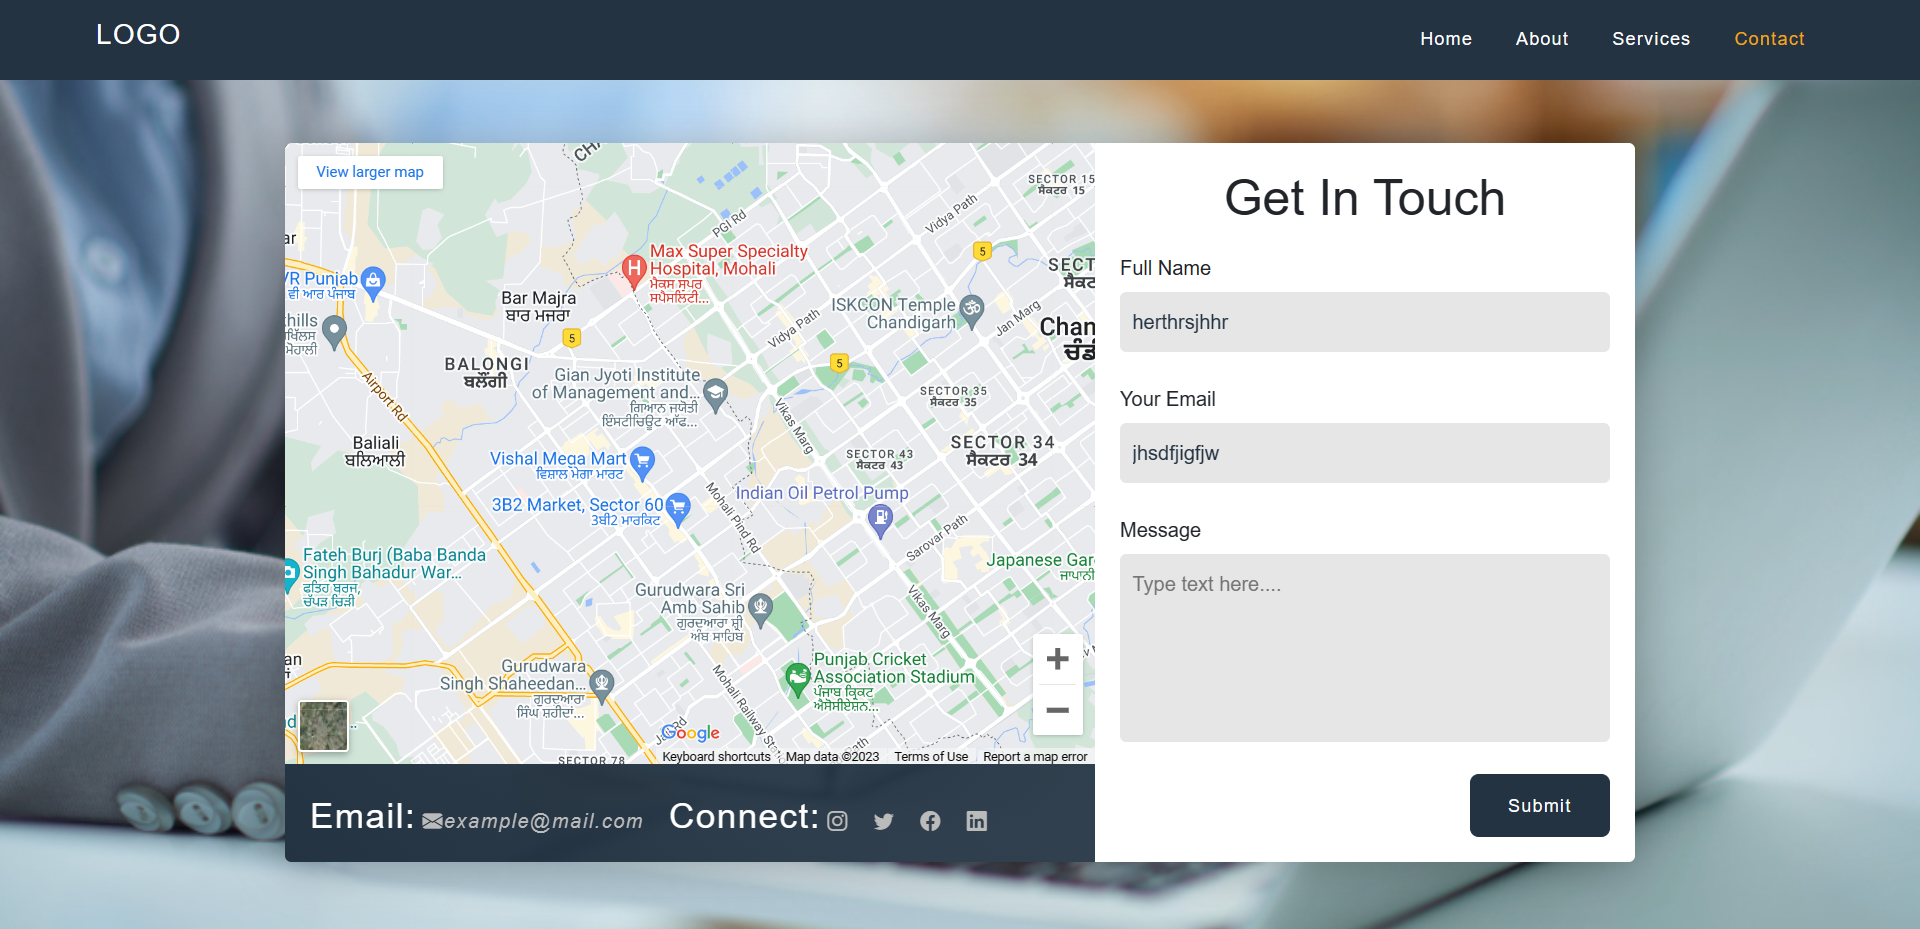 LOGO
Home
About
Services
Contact
View larger map
SECTOR 15
ਸੈਕਟਰ 15
PGI Rd
Vidya Path
5
Max Super Specialty
Hospital, Mohali
ਮੈਕਸ ਸੁਪਰ
ਸਪੈਸਲਿਟੀ...
ar
VR Punjab
ਵੀ ਆਰ ਪੰਜਾਬ
Bar Majra
ਬਾਰ ਮਜਰਾ
ISKCON Temple
Chandigarh
Jan Marg
Vidya Path
5
BALONGI
ਬਲੌਂਗੀ
5
Gian Jyoti Institute
of Management and...
ਗਿਆਨ ਜਯੋਤੀ
ਇੰਸਟੀਚਿਊਟ ਆੱਫ...
SECTOR 35
ਸੈਕਟਰ 35
Airport Rd
Vikas Marg
Baliali
ਬਲਿਆਲੀ
SECTOR 34
ਸੈਕਟਰ 34
SECTOR 43
ਸੈਕਟਰ 43
Vishal Mega Mart
ਵਿਸ਼ਾਲ ਮੇਗਾ ਮਾਰਟ
Indian Oil Petrol Pump
3B2 Market, Sector 60
3ਬੀ2 ਮਾਰਕਿਟ
Mohali Pind Rd
Sarovar Path
Fateh Burj (Baba Banda
Singh Bahadur War...
ਫਤਿਹ ਬੁਰਜ,
ਚੱਪੜ ਚਿੜੀ
Japanese Gar
ਜਾਪਾਨੀ
Gurudwara Sri
Amb Sahib
ਗੁਰਦੁਆਰਾ ਸ਼੍ਰੀ
ਅੰਬ ਸਾਹਿਬ
Vikas Marg
Gurudwara
Singh Shaheedan...
ਗੁਰਦੁਆਰਾ
ਸਿੰਘ ਸ਼ਹੀਦਾਂ...
Punjab Cricket
Association Stadium
ਪੰਜਾਬ ਕ੍ਰਿਕਟ
ਐਸੋਸੀਏਸ਼ਨ...
Mohali Railway St
Google
SECTOR 78
Keyboard shortcuts
Map data ©2023
Terms of Use
Report a map error
Email: example@mail.com
Connect:
Get In Touch
Full Name
herthrsjhhr
Your Email
jhsdfjigfjw
Message
Type text here....
Submit